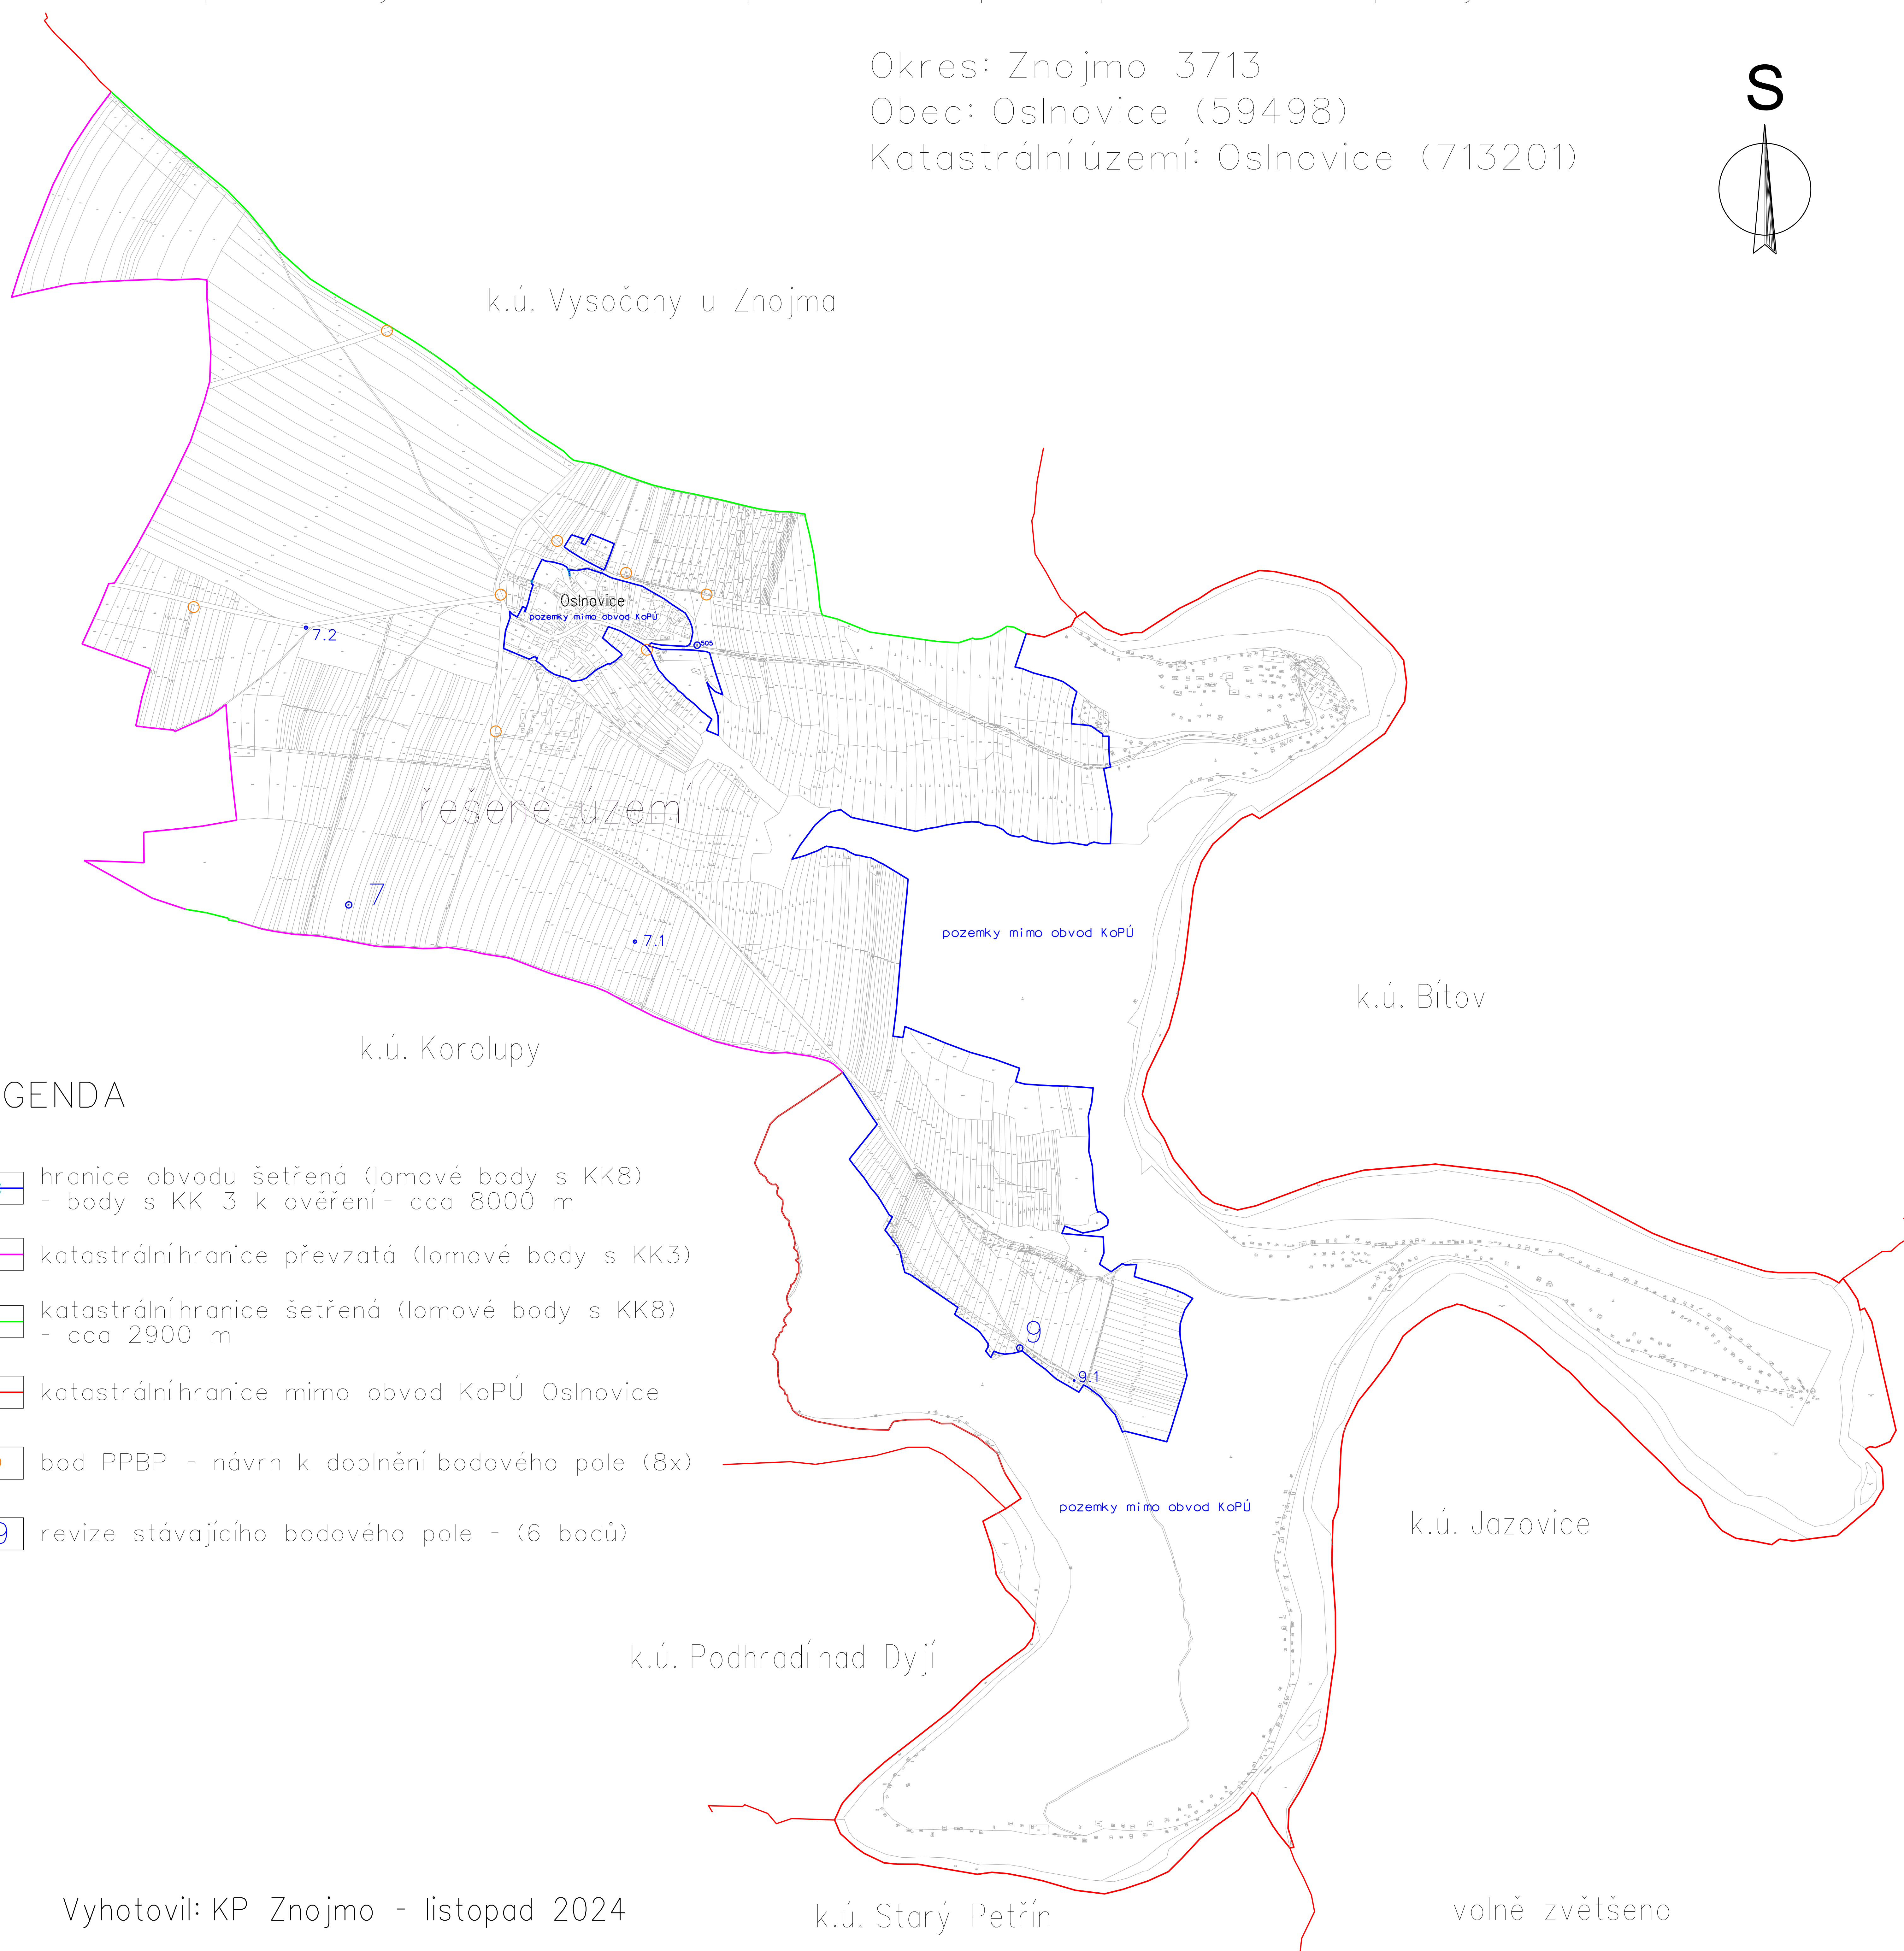 Okres: Znojmo 3713
Obec: Oslnovice (59498)
Katastrální území: Oslnovice (713201)
S
k.ú. Vysočany u Znojma
Oslnovice
pozemky mimo obvod KoPÚ
505
7.2
řešené území
7
7.1
pozemky mimo obvod KoPÚ
k.ú. Bítov
k.ú. Korolupy
GENDA
hranice obvodu šetřená (lomové body s KK8)
- body s KK 3 k ověření - cca 8000 m
katastrální hranice převzatá (lomové body s KK3)
katastrální hranice šetřená (lomové body s KK8)
- cca 2900 m
katastrální hranice mimo obvod KoPÚ Oslnovice
bod PPBP - návrh k doplnění bodového pole (8x)
9 revize stávajícího bodového pole - (6 bodů)
9
9.1
pozemky mimo obvod KoPÚ
k.ú. Jazovice
k.ú. Podhradí nad Dyjí
Vyhotovil: KP Znojmo - listopad 2024
k.ú. Starý Petřín
volně zvětšeno